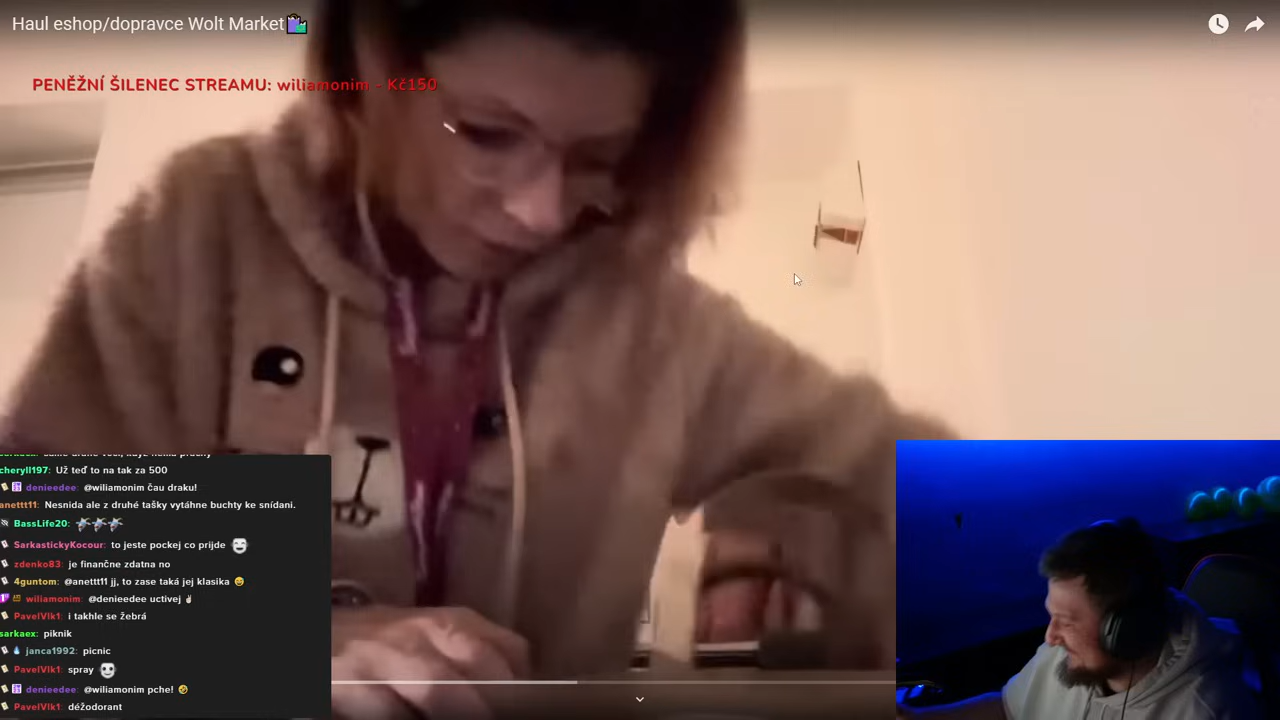 Haul eshop/dopravce Wolt Market
PENĚŽNÍ ŠILENEC STREAMU: wiliamonim - Kč150
cheryll197: Už teď to na tak za 500
denieedee: @wiliamonim čau draku!
anettt11: Nesnida ale z druhé tašky vytáhne buchty ke snídani.
BassLife20:
SarkastickyKocour: to jeste pockej co prijde
zdenko83: je finančne zdatna no
4guntom: @anettt11 jj, to zase taká jej klasika
wiliamonim: @denieedee uctivej
PavelVlk1: i takhle se žebrá
sarkaex: piknik
janca1992: picnic
PavelVlk1: spray
denieedee: @wiliamonim pche!
PavelVlk1: déžodorant